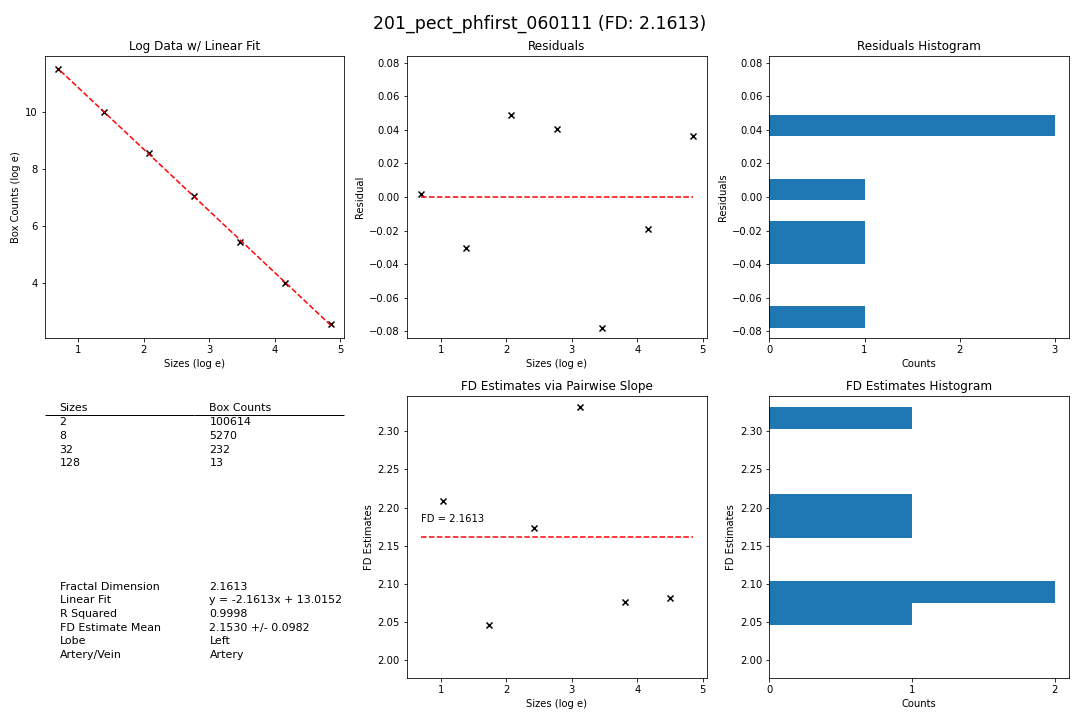 201_pect_phfirst_060111 (FD: 2.1613)
Log Data w/ Linear Fit
Box Counts (log e)
10
8
6
4
1 2 3 4 5
Sizes (log e)
Residuals
Residual
0.08
0.06
0.04
0.02
0.00
−0.02
−0.04
−0.06
−0.08
1 2 3 4 5
Sizes (log e)
Residuals Histogram
Residuals
0.08
0.06
0.04
0.02
0.00
−0.02
−0.04
−0.06
−0.08
0 1 2 3
Counts
Sizes Box Counts
2 100614
8 5270
32 232
128 13
Fractal Dimension 2.1613
Linear Fit y = -2.1613x + 13.0152
R Squared 0.9998
FD Estimate Mean 2.1530 +/- 0.0982
Lobe Left
Artery/Vein Artery
FD Estimates via Pairwise Slope
FD Estimates
2.30
2.25
2.20
2.15
2.10
2.05
2.00
FD = 2.1613
1 2 3 4 5
Sizes (log e)
FD Estimates Histogram
FD Estimates
2.30
2.25
2.20
2.15
2.10
2.05
2.00
0 1 2
Counts